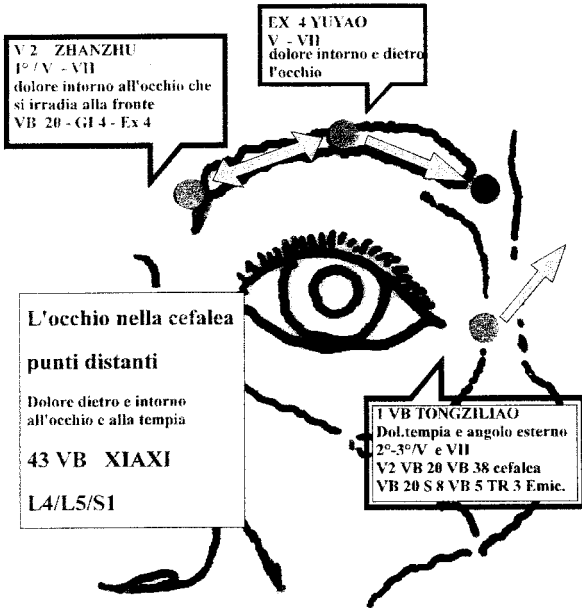 V 2 ZHANZHU
1° / V - VII
dolore intorno all'occhio che
si irradia alla fronte
VB 20 - GI 4 - Ex 4
EX 4 YUYAO
V - VII
dolore intorno e dietro
l'occhio
L'occhio nella cefalea
punti distanti
Dolore dietro e intorno
all'occhio e alla tempia
43 VB XIAXI
L4/L5/S1
1 VB TONGZILIAO
Dol.tempia e angolo esterno
2°-3°/V e VII
V2 VB 20 VB 38 cefalea
VB 20 S 8 VB 5 TR 3 Emic.